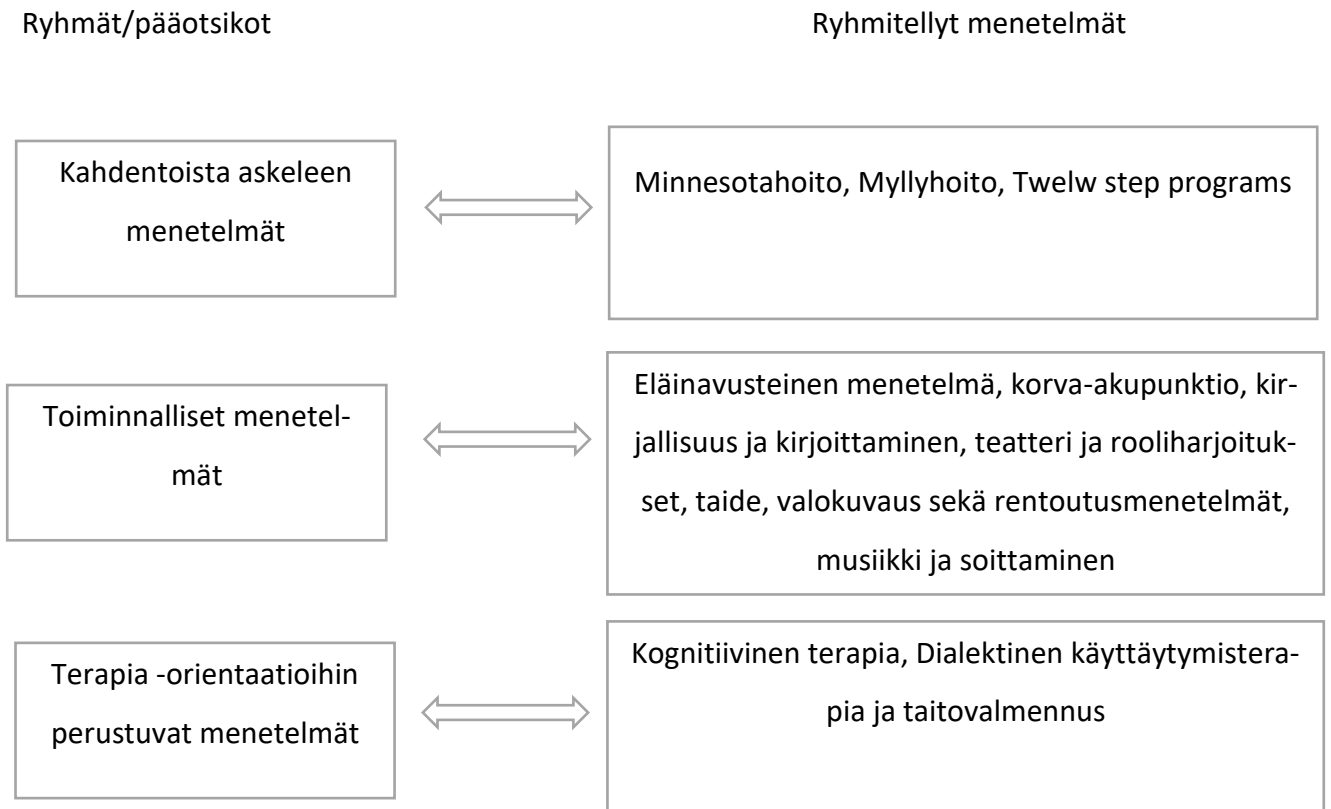 Ryhmät/pääotsikot
Ryhmitellyt menetelmät
Kahdentoista askeleen
menetelmät
Minnesotahoito, Myllyhoito, Twelw step programs
Toiminnalliset menetel-
mät
Eläinavusteinen menetelmä, korva-akupunktio, kir-
jallisuus ja kirjoittaminen, teatteri ja rooliharjoituk-
set, taide, valokuvaus sekä rentoutusmenetelmät,
musiikki ja soittaminen
Terapia -orientaatioihin
perustuvat menetelmät
Kognitiivinen terapia, Dialektinen käyttäytymistera-
pia ja taitovalmennus